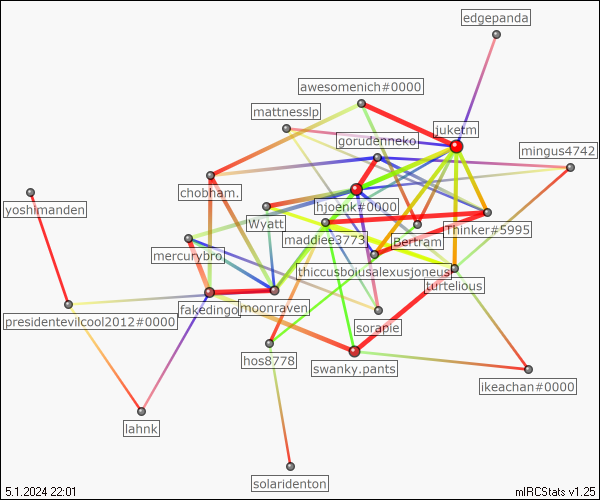 edgepanda
awesomenich#0000
mattnesslp
juketm
gorudenneko
mingus4742
chobham.
yoshimanden
hjoenk#0000
Wyatt
Thinker#5995
maddiee3773
Bertram
mercurybro
thiccusboiusalexusjoneus
turtelious
fakedingo
moonraven
presidentevilcool2012#0000
sorapie
hos8778
swanky.pants
ikeachan#0000
lahnk
solaridenton
5.1.2024 22:01
mIRCStats v1.25